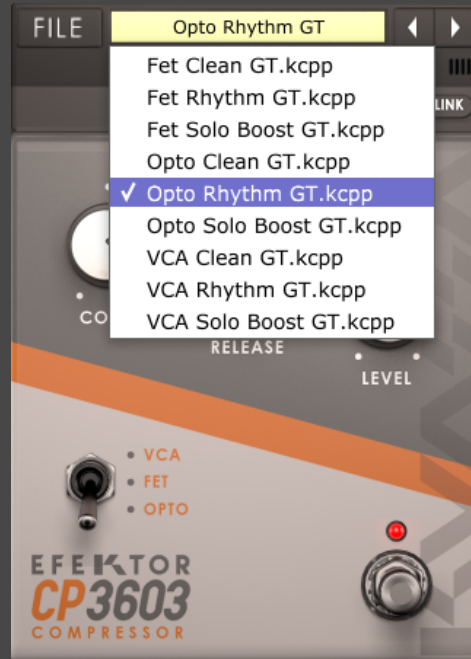 FILE
Opto Rhythm GT
Fet Clean GT.kcpp
Fet Rhythm GT.kcpp
LINK
Fet Solo Boost GT.kcpp
Opto Clean GT.kcpp
✓ Opto Rhythm GT.kcpp
Opto Solo Boost GT.kcpp
VCA Clean GT.kcpp
VCA Rhythm GT.kcpp
CO
VCA Solo Boost GT.kcpp
RELEASE
LEVEL
VCA
FET
OPTO
EFEKTOR
CP3603
COMPRESSOR